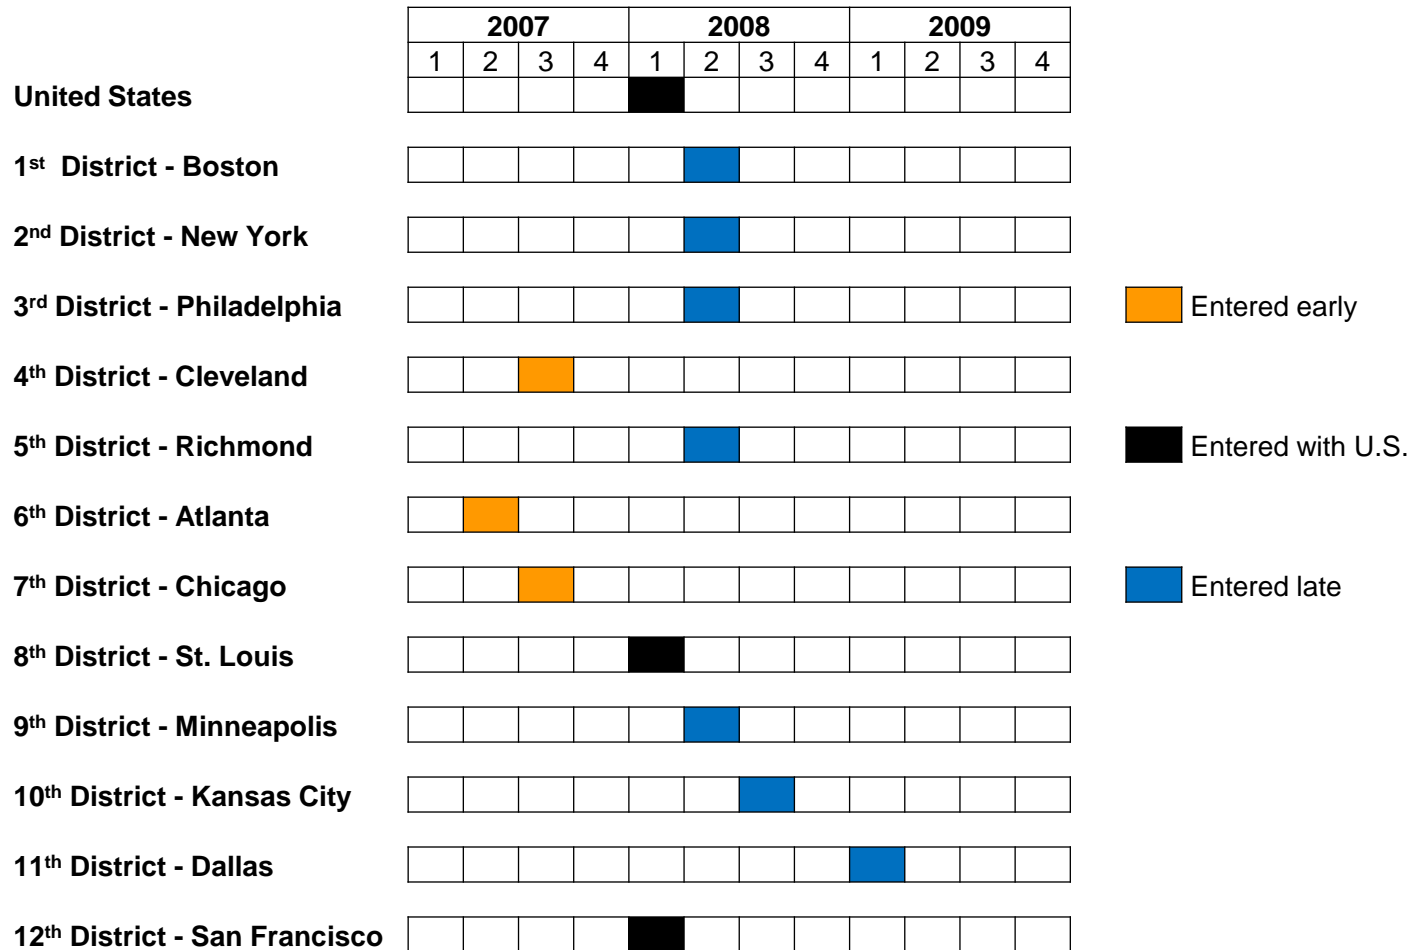 2007 2008 2009
1 2 3 4 1 2 3 4 1 2 3 4
United States
1st District - Boston
2nd District - New York
3rd District - Philadelphia
Entered early
4th District - Cleveland
5th District - Richmond
Entered with U.S.
6th District - Atlanta
7th District - Chicago
Entered late
8th District - St. Louis
9th District - Minneapolis
10th District - Kansas City
11th District - Dallas
12th District - San Francisco